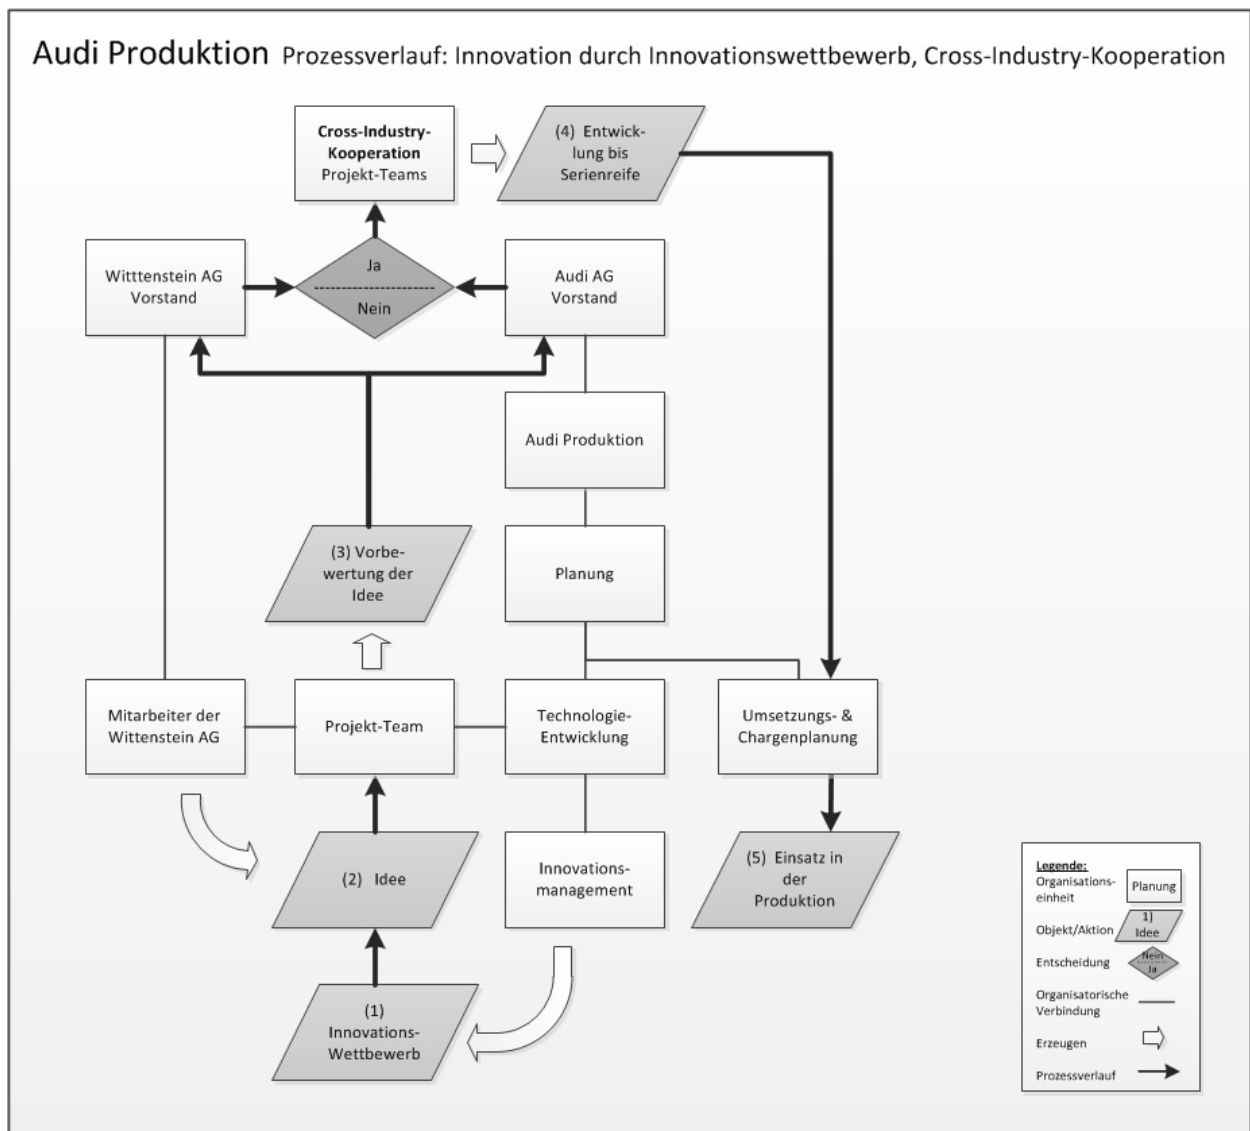 Audi Produktion Prozessverlauf: Innovation durch Innovationswettbewerb, Cross-Industry-Kooperation
Cross-Industry-
Kooperation
Projekt-Teams
(4) Entwick-
lung bis
Serienreife
Witttenstein AG
Vorstand
Ja
Nein
Audi AG
Vorstand
Audi Produktion
(3) Vorbe-
wertung der
Idee
Planung
Mitarbeiter der
Wittenstein AG
Projekt-Team
Technologie-
Entwicklung
Umsetzungs- &
Chargenplanung
(2) Idee
Innovations-
management
(5) Einsatz in
der
Produktion
(1)
Innovations-
Wettbewerb
Legende:
Organisations-
einheit
Planung
Objekt/Aktion
1)
Idee
Entscheidung
Nein
Ja
Organisatorische
Verbindung
Erzeugen
Prozessverlauf